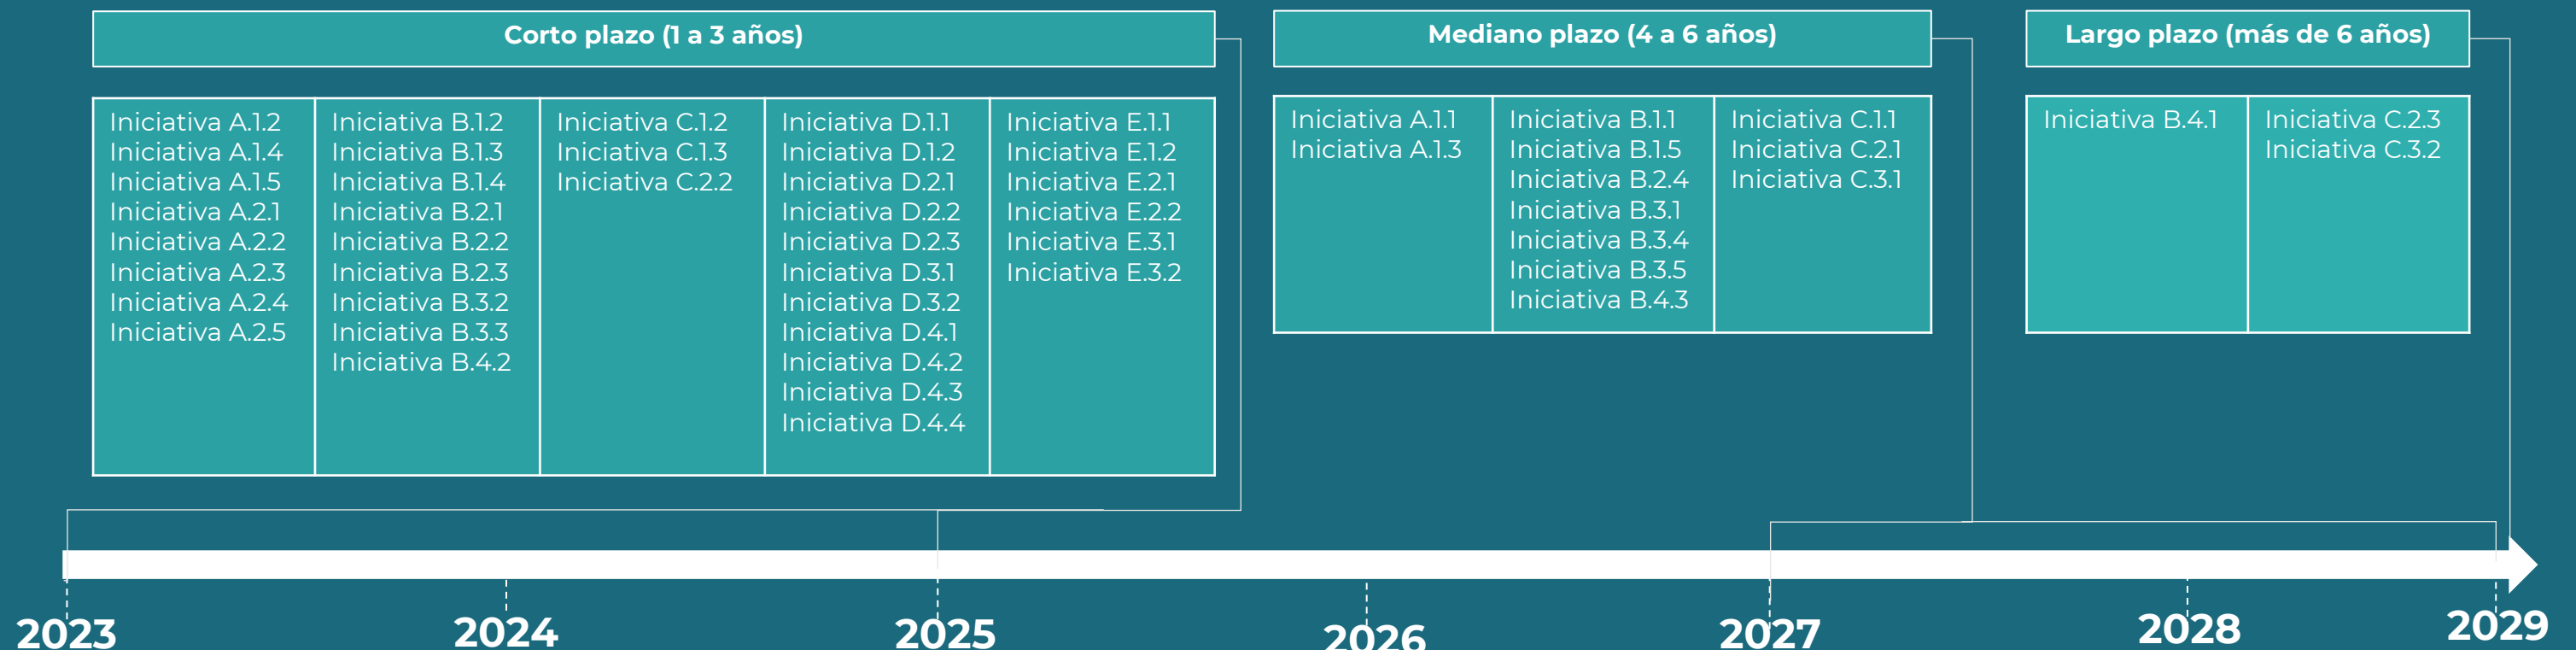 Corto plazo (1 a 3 años)
Iniciativa A.1.2
Iniciativa A.1.4
Iniciativa A.1.5
Iniciativa A.2.1
Iniciativa A.2.2
Iniciativa A.2.3
Iniciativa A.2.4
Iniciativa A.2.5
Iniciativa B.1.2
Iniciativa B.1.3
Iniciativa B.1.4
Iniciativa B.2.1
Iniciativa B.2.2
Iniciativa B.2.3
Iniciativa B.3.2
Iniciativa B.3.3
Iniciativa B.4.2
Iniciativa C.1.2
Iniciativa C.1.3
Iniciativa C.2.2
Iniciativa D.1.1
Iniciativa D.1.2
Iniciativa D.2.1
Iniciativa D.2.2
Iniciativa D.2.3
Iniciativa D.3.1
Iniciativa D.3.2
Iniciativa D.4.1
Iniciativa D.4.2
Iniciativa D.4.3
Iniciativa D.4.4
Iniciativa E.1.1
Iniciativa E.1.2
Iniciativa E.2.1
Iniciativa E.2.2
Iniciativa E.3.1
Iniciativa E.3.2
Mediano plazo (4 a 6 años)
Iniciativa A.1.1
Iniciativa A.1.3
Iniciativa B.1.1
Iniciativa B.1.5
Iniciativa B.2.4
Iniciativa B.3.1
Iniciativa B.3.4
Iniciativa B.3.5
Iniciativa B.4.3
Iniciativa C.1.1
Iniciativa C.2.1
Iniciativa C.3.1
Largo plazo (más de 6 años)
Iniciativa B.4.1
Iniciativa C.2.3
Iniciativa C.3.2
2023
2024
2025
2026
2027
2028
2029